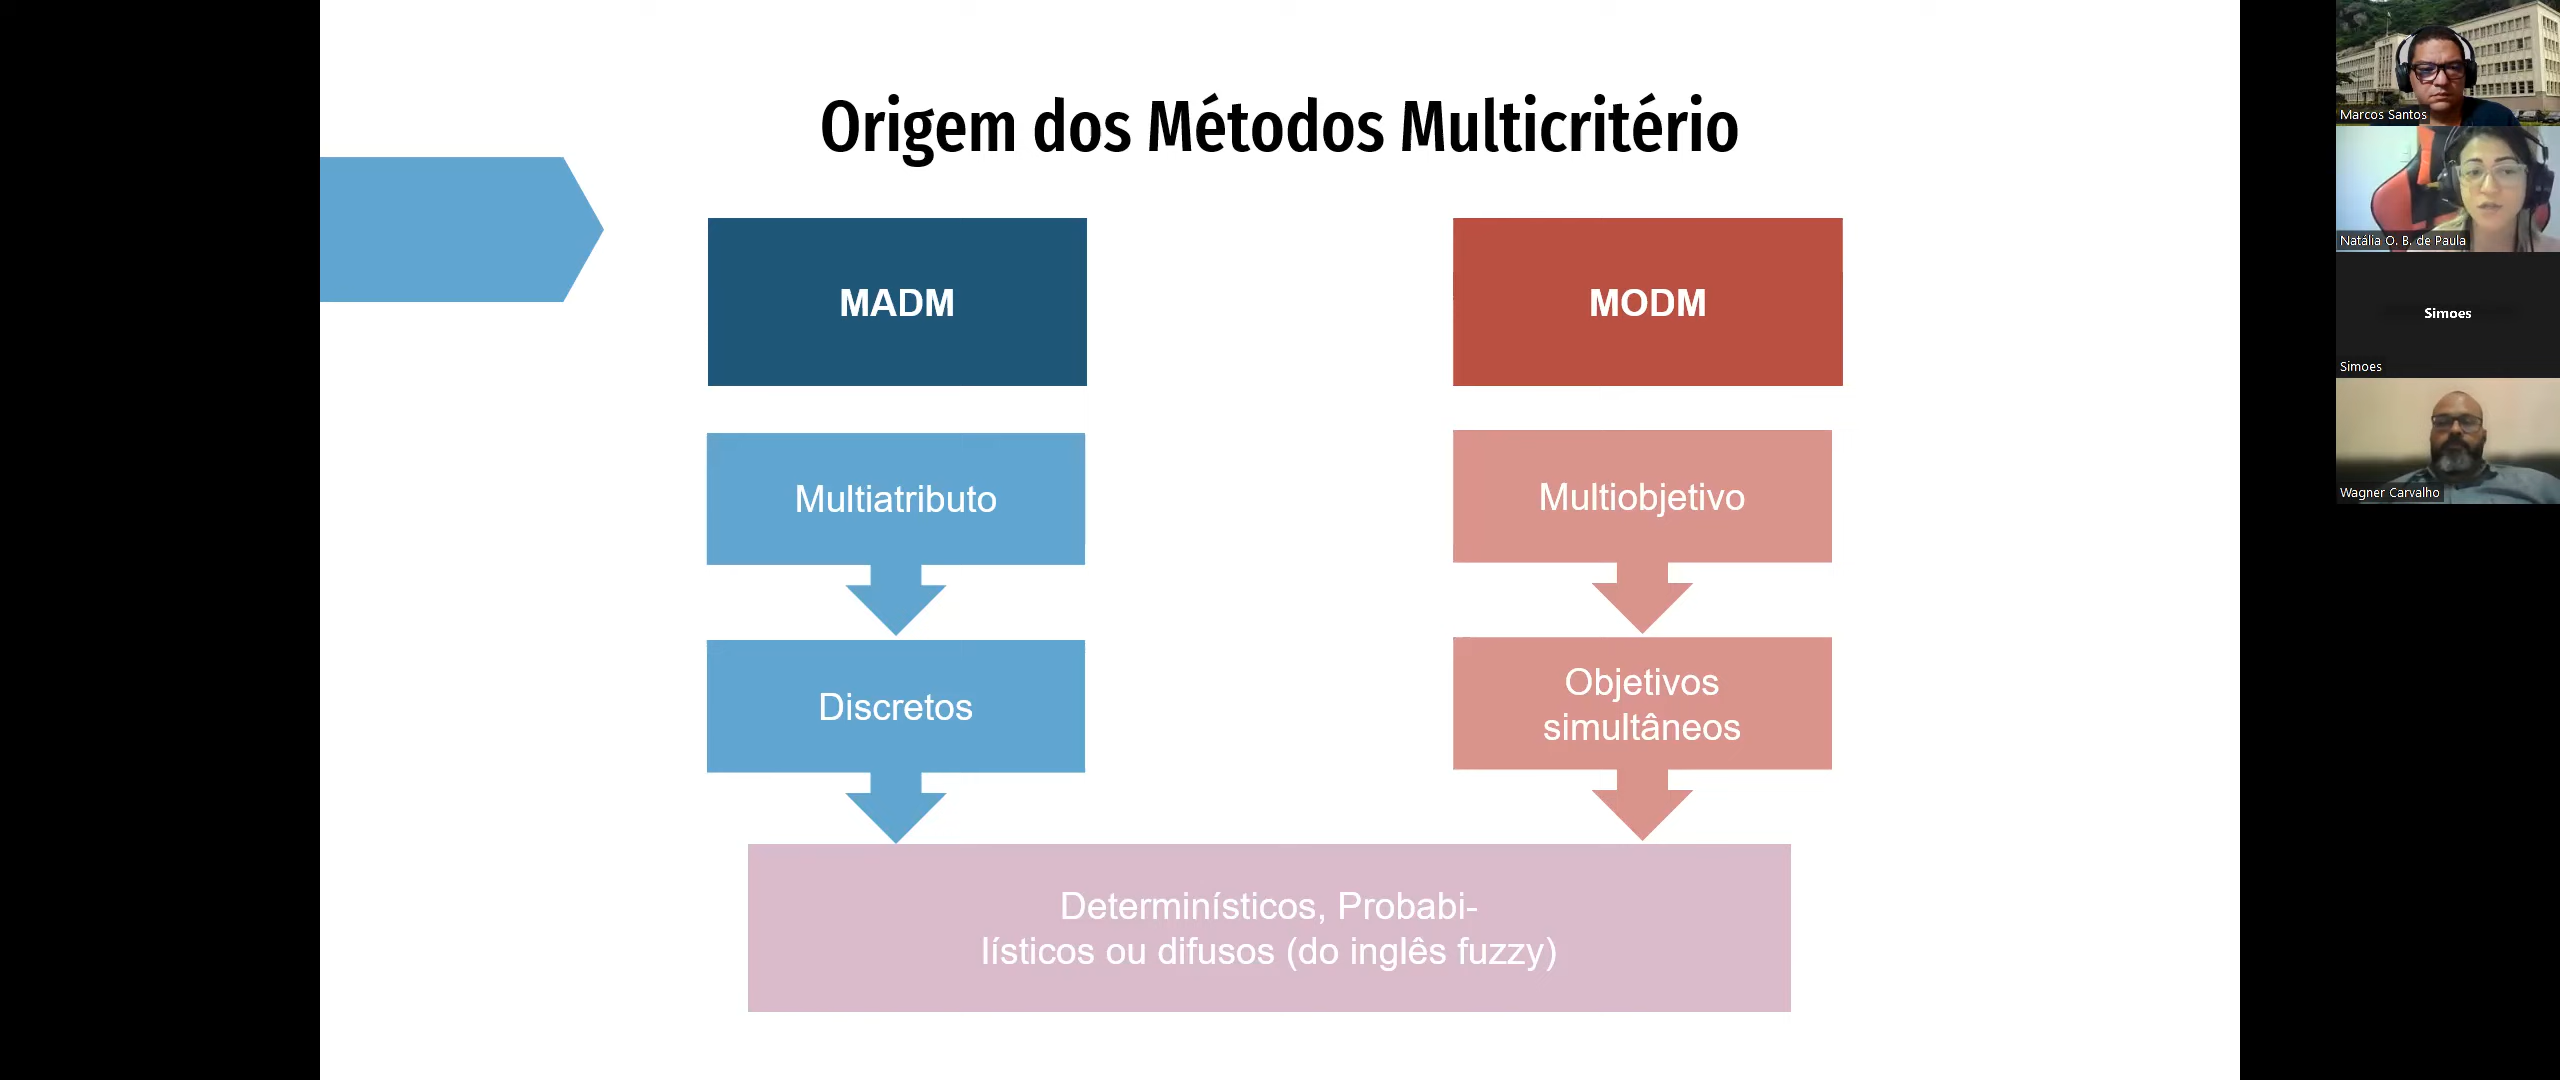 Origem dos Métodos Multicritério
MADM
Multiatributo
Discretos
MODM
Multiobjetivo
Objetivos
simultâneos
Determinísticos, Probabi-
lísticos ou difusos (do inglês fuzzy)
Marcos Santos
Natália O. B. de Paula
Simoes
Simoes
Wagner Carvalho